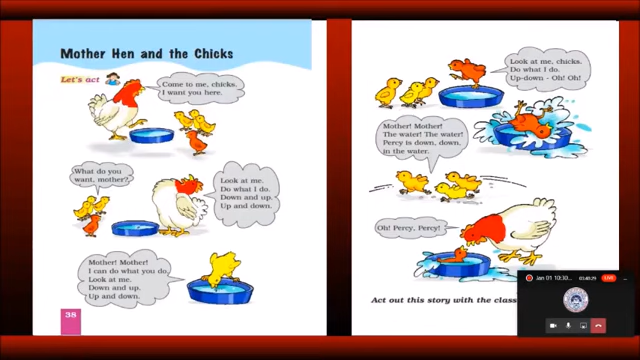 Mother Hen and the Chicks
Let's act
Come to me, chicks.
I want you here.
What do you
want, mother?
Look at me.
Do what I do.
Down and up.
Up and down.
Mother! Mother!
I can do what you do.
Look at me.
Down and up.
Up and down.
38
Look at me, chicks.
Do what I do.
Up-down - Oh! Oh!
Mother! Mother!
The water! The water!
Percy is down, down,
in the water.
Oh! Percy, Percy!
Act out this story with the class
Jan 01 10:30
LIVE